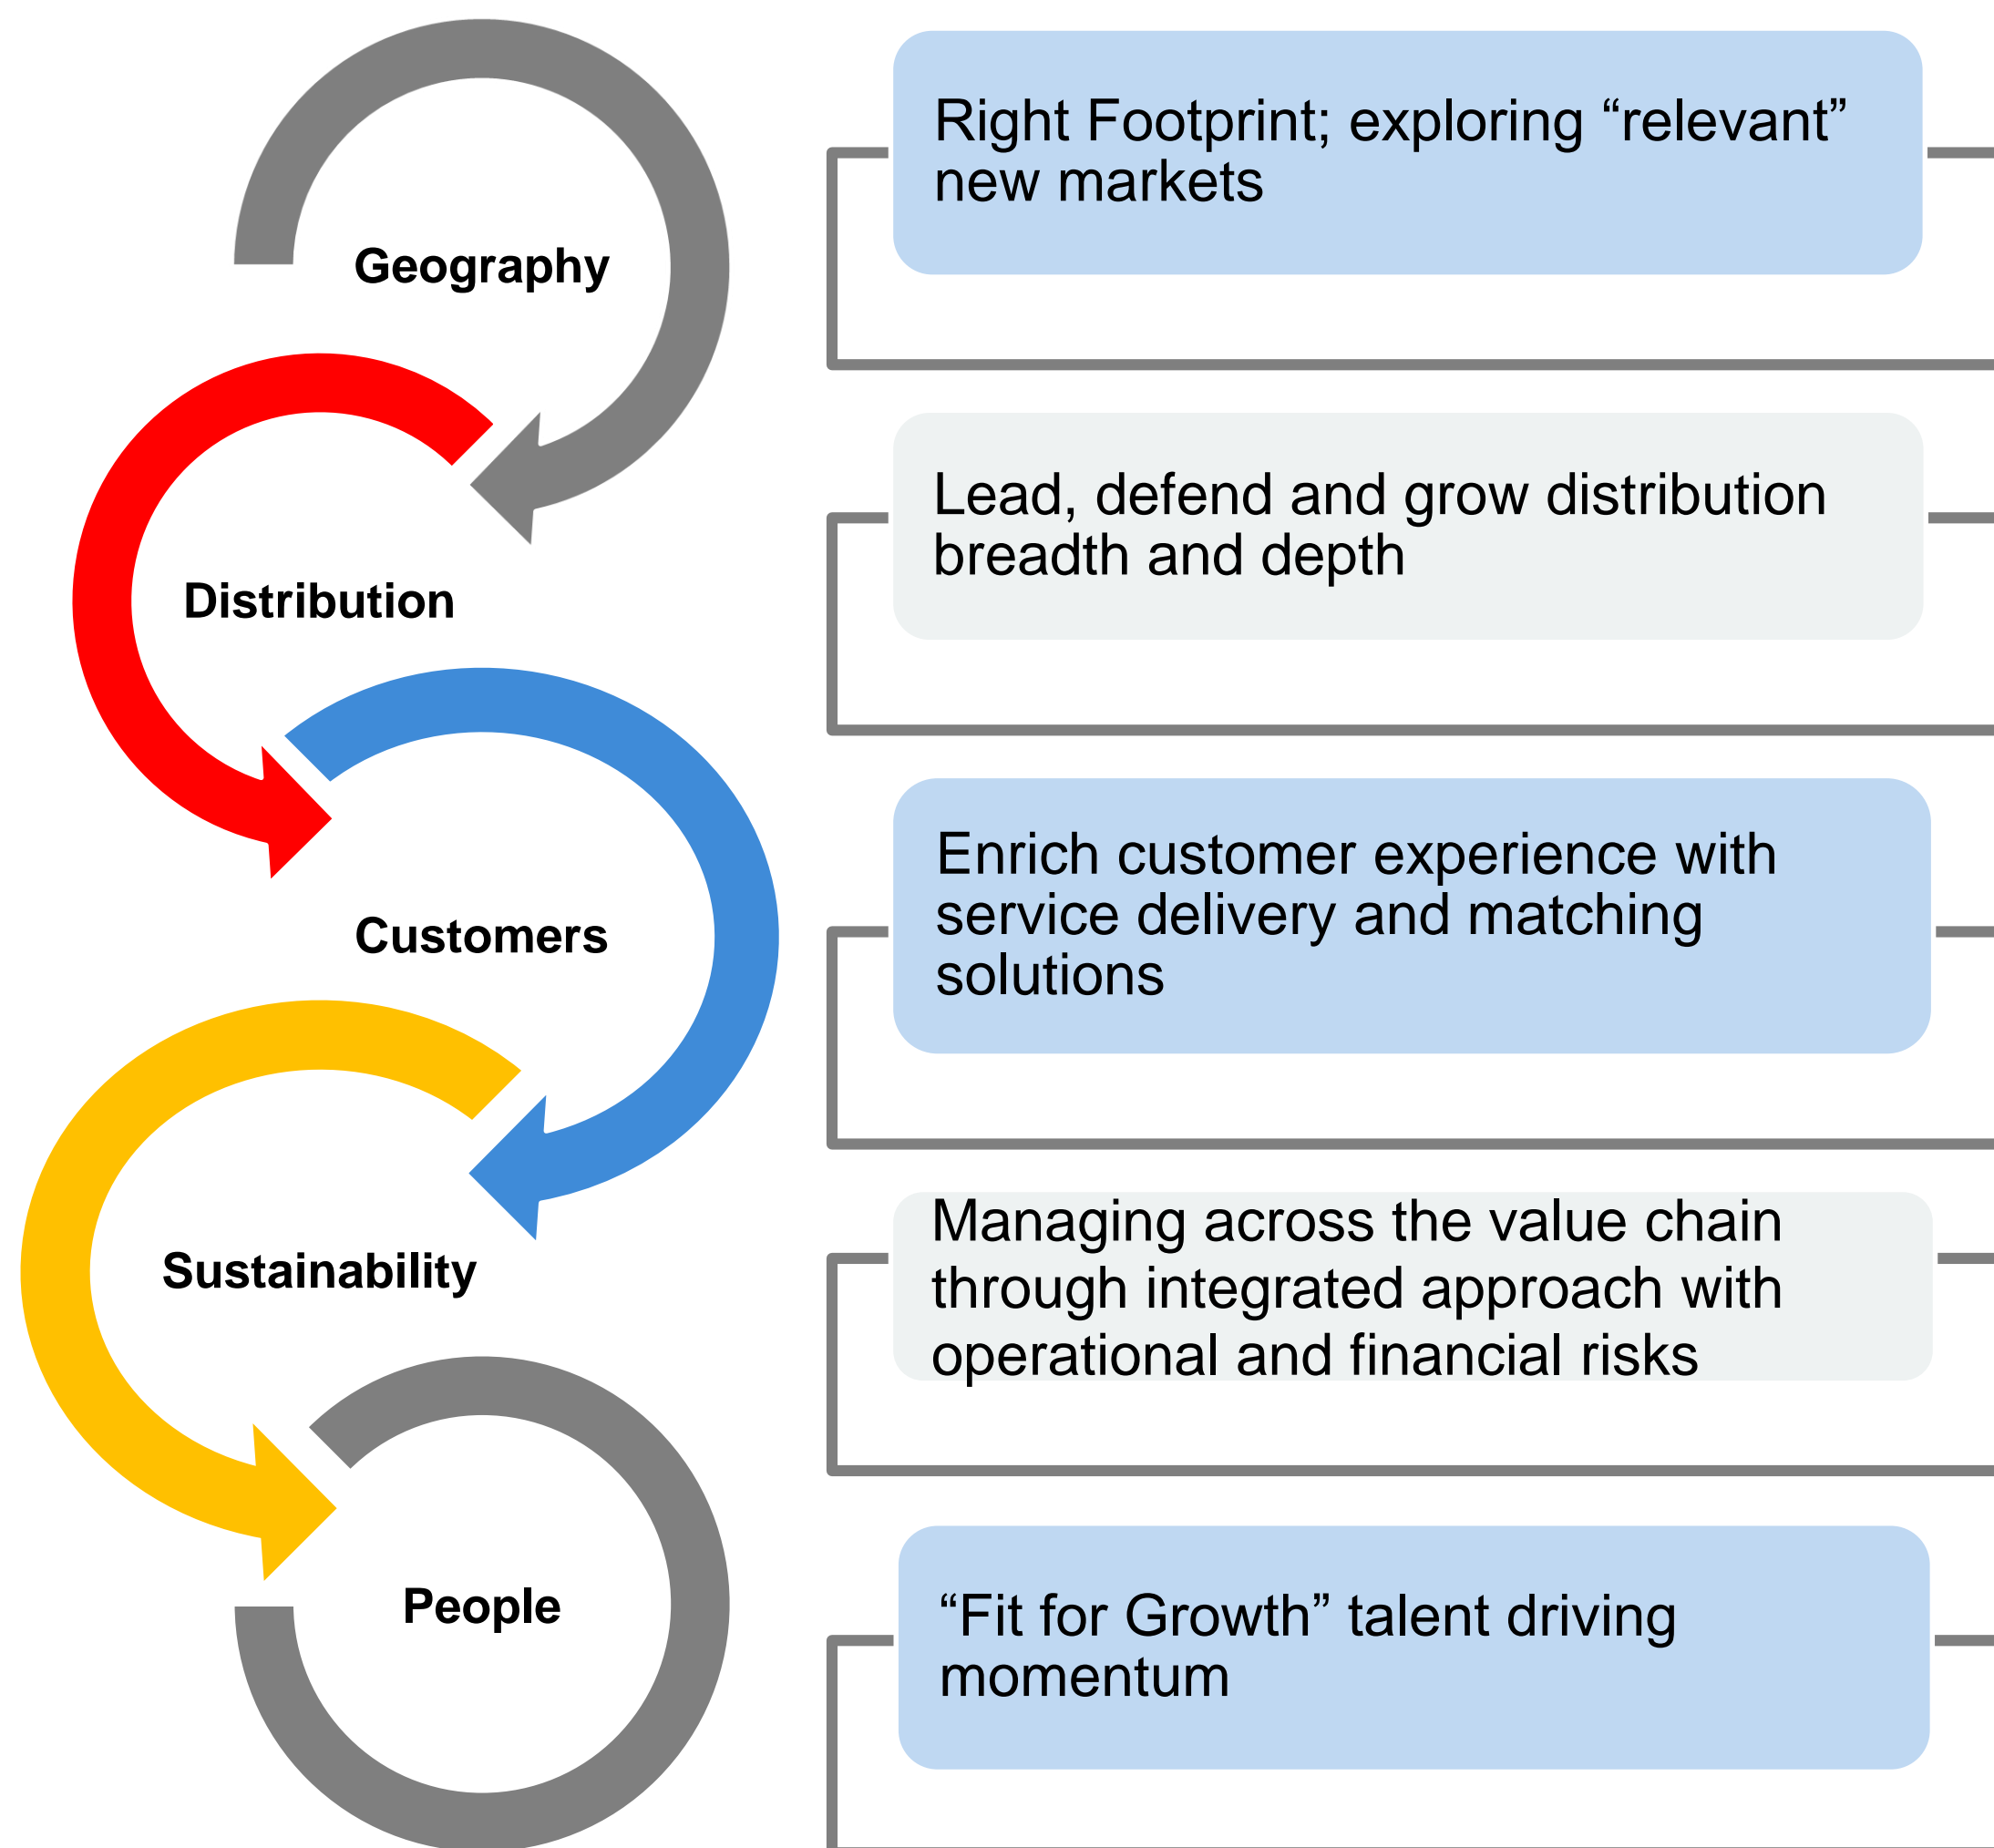 Geography
Right Footprint; exploring “relevant”
new markets
Distribution
Lead, defend and grow distribution
breadth and depth
Customers
Enrich customer experience with
service delivery and matching
solutions
Sustainability
Managing across the value chain
through integrated approach with
operational and financial risks
People
“Fit for Growth” talent driving
momentum